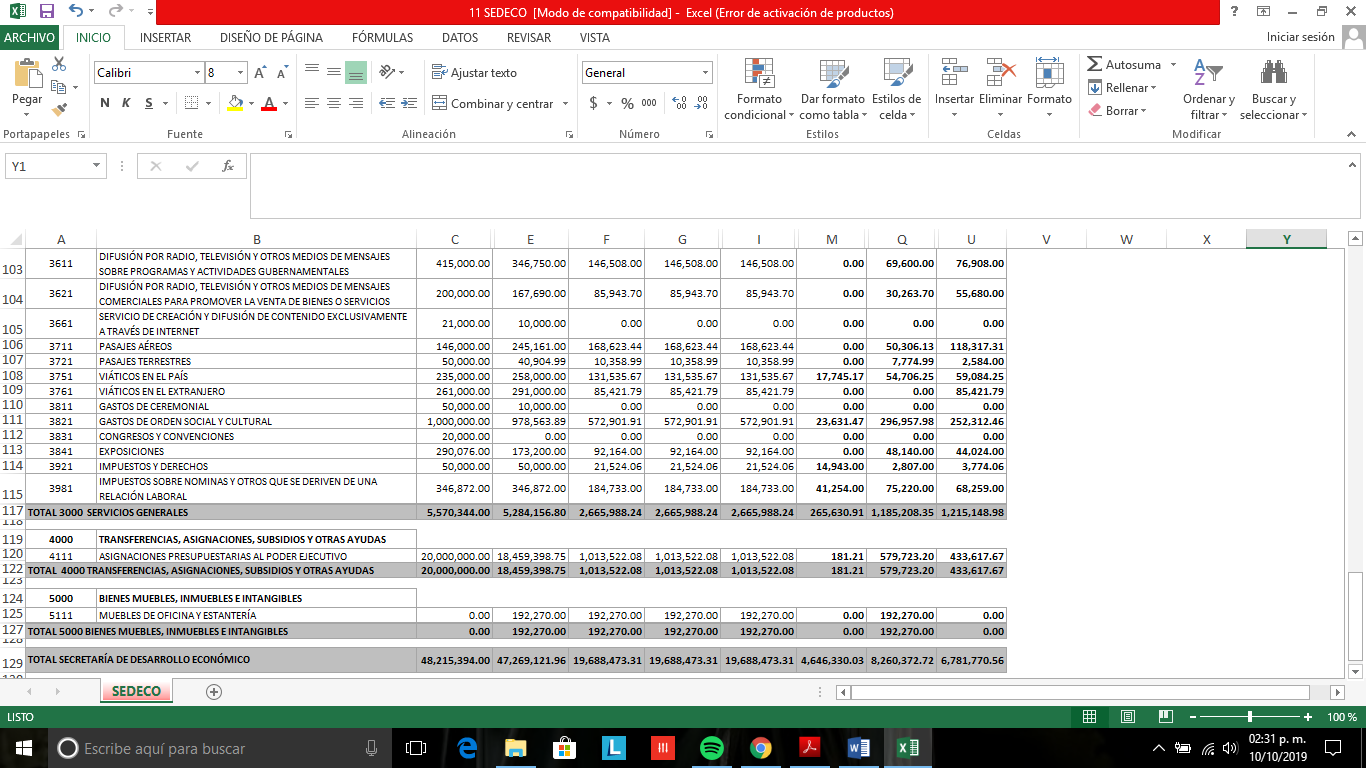 11 SEDECO [Modo de compatibilidad] - Excel (Error de activación de productos)
ARCHIVO INICIO INSERTAR DISEÑO DE PÁGINA FÓRMULAS DATOS REVISAR VISTA Iniciar sesión
Calibri 8 Ajustar texto General Autosuma
Pegar Formato condicional Dar formato como tabla Estilos de celda Insertar Eliminar Formato Rellenar Ordenar y filtrar Buscar y seleccionar
N K S Combinar y centrar $ % 000 Borrar
Portapapeles Fuente Alineación Número Estilos Celdas Modificar
Y1 fx
A B C E F G I M Q U V W X Y
103 3611 DIFUSIÓN POR RADIO, TELEVISIÓN Y OTROS MEDIOS DE MENSAJES
SOBRE PROGRAMAS Y ACTIVIDADES GUBERNAMENTALES 415,000.00 346,750.00 146,508.00 146,508.00 146,508.00 0.00 69,600.00 76,908.00
104 3621 DIFUSIÓN POR RADIO, TELEVISIÓN Y OTROS MEDIOS DE MENSAJES
COMERCIALES PARA PROMOVER LA VENTA DE BIENES O SERVICIOS 200,000.00 167,690.00 85,943.70 85,943.70 85,943.70 0.00 30,263.70 55,680.00
105 3661 SERVICIO DE CREACIÓN Y DIFUSIÓN DE CONTENIDO EXCLUSIVAMENTE
A TRAVÉS DE INTERNET 21,000.00 10,000.00 0.00 0.00 0.00 0.00 0.00 0.00
106 3711 PASAJES AÉREOS 146,000.00 245,161.00 168,623.44 168,623.44 168,623.44 0.00 50,306.13 118,317.31
107 3721 PASAJES TERRESTRES 50,000.00 40,904.99 10,358.99 10,358.99 10,358.99 0.00 7,774.99 2,584.00
108 3751 VIÁTICOS EN EL PAÍS 235,000.00 258,000.00 131,535.67 131,535.67 131,535.67 17,745.17 54,706.25 59,084.25
109 3761 VIÁTICOS EN EL EXTRANJERO 261,000.00 291,000.00 85,421.79 85,421.79 85,421.79 0.00 0.00 85,421.79
110 3811 GASTOS DE CEREMONIAL 50,000.00 10,000.00 0.00 0.00 0.00 0.00 0.00 0.00
111 3821 GASTOS DE ORDEN SOCIAL Y CULTURAL 1,000,000.00 978,563.89 572,901.91 572,901.91 572,901.91 23,631.47 296,957.98 252,312.46
112 3831 CONGRESOS Y CONVENCIONES 20,000.00 0.00 0.00 0.00 0.00 0.00 0.00 0.00
113 3841 EXPOSICIONES 290,076.00 173,200.00 92,164.00 92,164.00 92,164.00 0.00 48,140.00 44,024.00
114 3921 IMPUESTOS Y DERECHOS 50,000.00 50,000.00 21,524.06 21,524.06 21,524.06 14,943.00 2,807.00 3,774.06
115 3981 IMPUESTOS SOBRE NOMINAS Y OTROS QUE SE DERIVEN DE UNA
RELACIÓN LABORAL 346,872.00 346,872.00 184,733.00 184,733.00 184,733.00 41,254.00 75,220.00 68,259.00
117 TOTAL 3000 SERVICIOS GENERALES 5,570,344.00 5,284,156.80 2,665,988.24 2,665,988.24 2,665,988.24 265,630.91 1,185,208.35 1,215,148.98
118
119 4000 TRANSFERENCIAS, ASIGNACIONES, SUBSIDIOS Y OTRAS AYUDAS
120 4111 ASIGNACIONES PRESUPUESTARIAS AL PODER EJECUTIVO 20,000,000.00 18,459,398.75 1,013,522.08 1,013,522.08 1,013,522.08 181.21 579,723.20 433,617.67
122 TOTAL 4000 TRANSFERENCIAS, ASIGNACIONES, SUBSIDIOS Y OTRAS AYUDAS 20,000,000.00 18,459,398.75 1,013,522.08 1,013,522.08 1,013,522.08 181.21 579,723.20 433,617.67
123
124 5000 BIENES MUEBLES, INMUEBLES E INTANGIBLES
125 5111 MUEBLES DE OFICINA Y ESTANTERÍA 0.00 192,270.00 192,270.00 192,270.00 192,270.00 0.00 192,270.00 0.00
127 TOTAL 5000 BIENES MUEBLES, INMUEBLES E INTANGIBLES 0.00 192,270.00 192,270.00 192,270.00 192,270.00 0.00 192,270.00 0.00
128
129 TOTAL SECRETARÍA DE DESARROLLO ECONÓMICO 48,215,394.00 47,269,121.96 19,688,473.31 19,688,473.31 19,688,473.31 4,646,330.03 8,260,372.72 6,781,770.56
SEDECO
LISTO 100 %
Escribe aquí para buscar 02:31 p. m.
10/10/2019